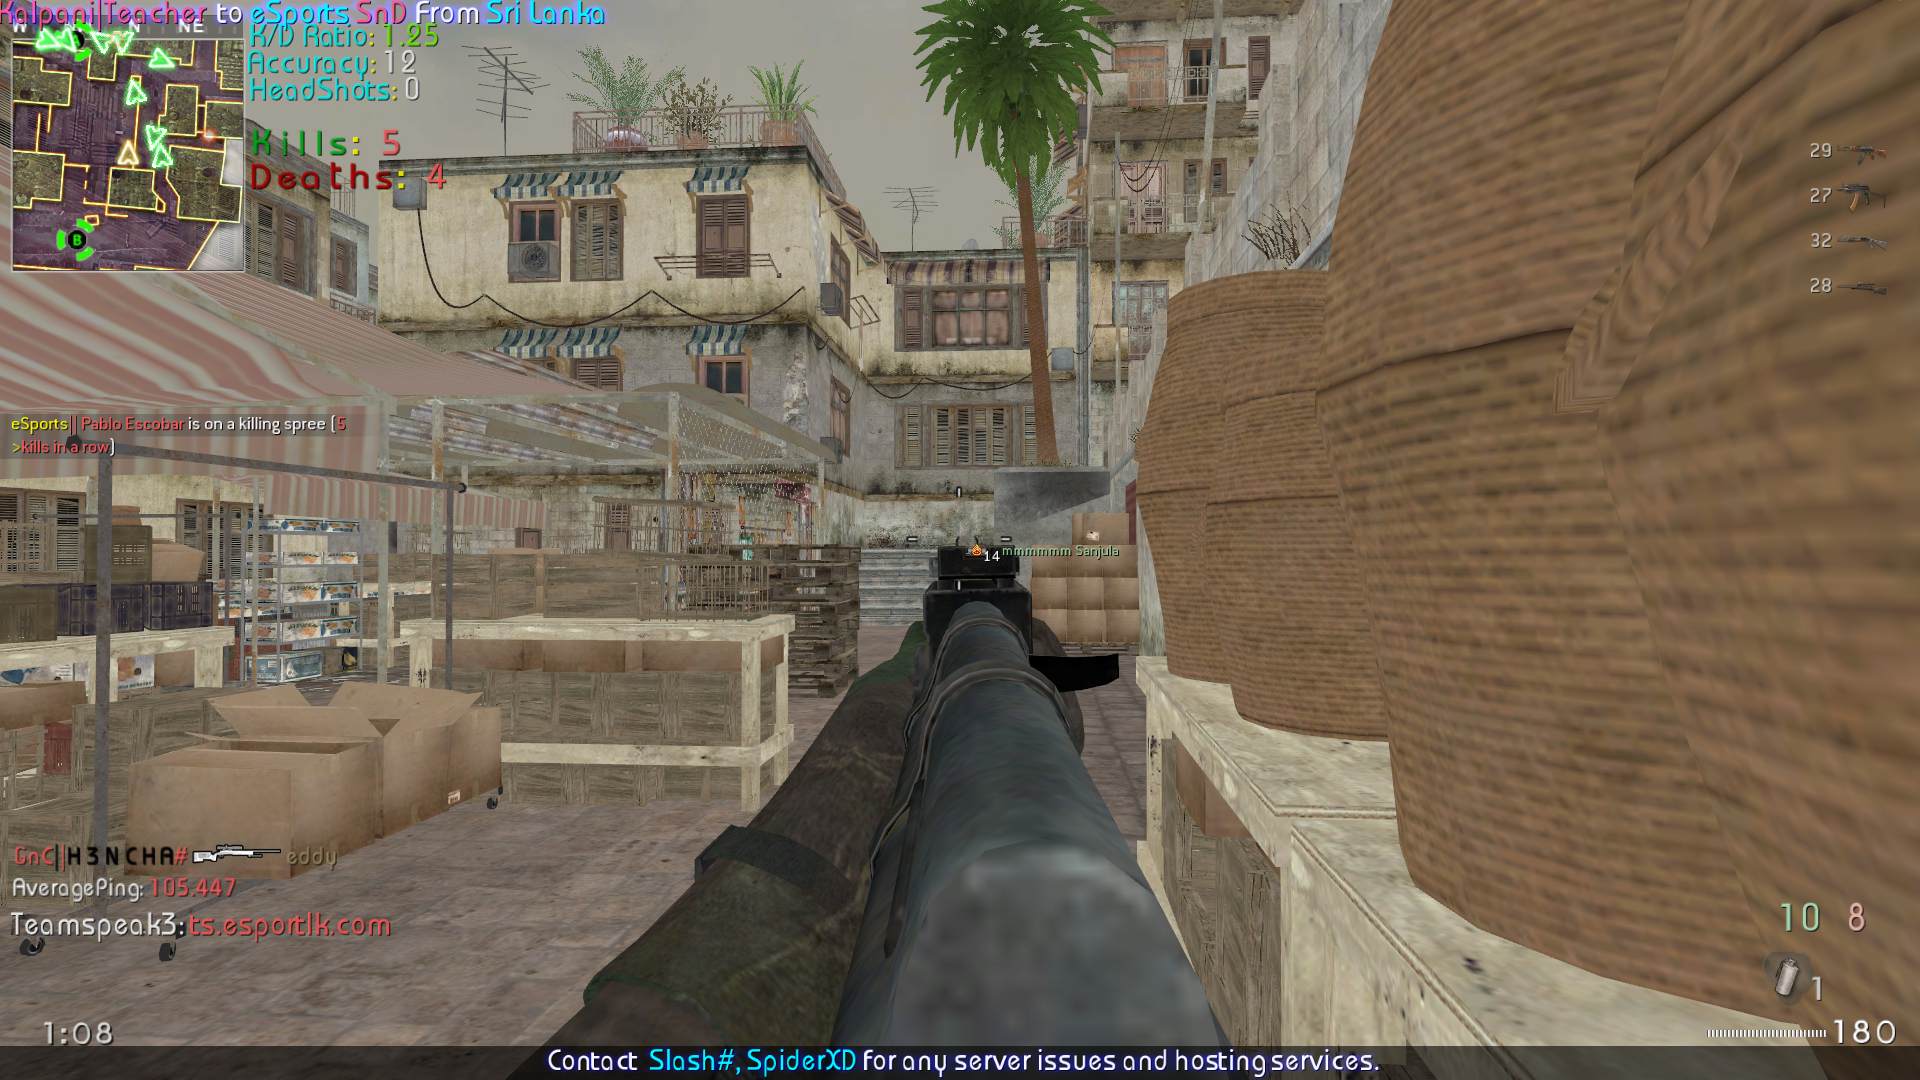 Kalpani|Teacher to eSports SnD From Sri Lanka
W N NE
K/D Ratio: 1.25
Accuracy: 12
HeadShots: 0
Kills: 5
Deaths: 4
B
29
27
32
28
eSports|| Pablo Escobar is on a killing spree (5
>kills in a row)
14 mmmmmm Sanjula
GnC||H3NCHA# eddy
AveragePing: 105.447
Teamspeak3:ts.esportlk.com
10 8
1
1:08
180
Contact Slash#, SpiderXD for any server issues and hosting services.